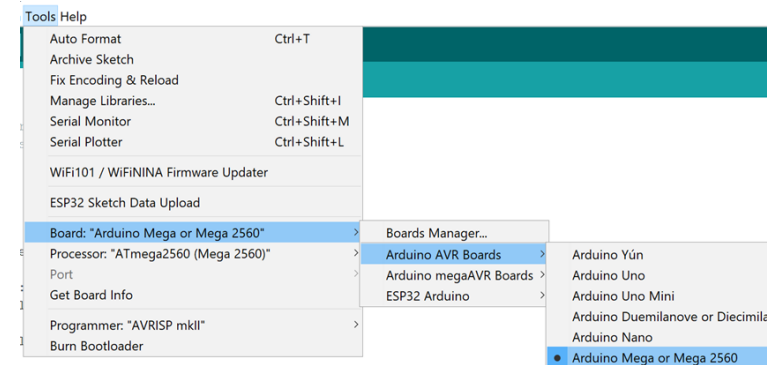 Tools Help
Auto Format Ctrl+T
Archive Sketch
Fix Encoding & Reload
Manage Libraries... Ctrl+Shift+I
Serial Monitor Ctrl+Shift+M
Serial Plotter Ctrl+Shift+L
WiFi101 / WiFiNINA Firmware Updater
ESP32 Sketch Data Upload
Board: "Arduino Mega or Mega 2560"
Processor: "ATmega2560 (Mega 2560)"
Port
Get Board Info
Programmer: "AVRISP mkII"
Burn Bootloader
Boards Manager...
Arduino AVR Boards
Arduino megaAVR Boards
ESP32 Arduino
Arduino Yún
Arduino Uno
Arduino Uno Mini
Arduino Duemilanove or Diecimila
Arduino Nano
Arduino Mega or Mega 2560